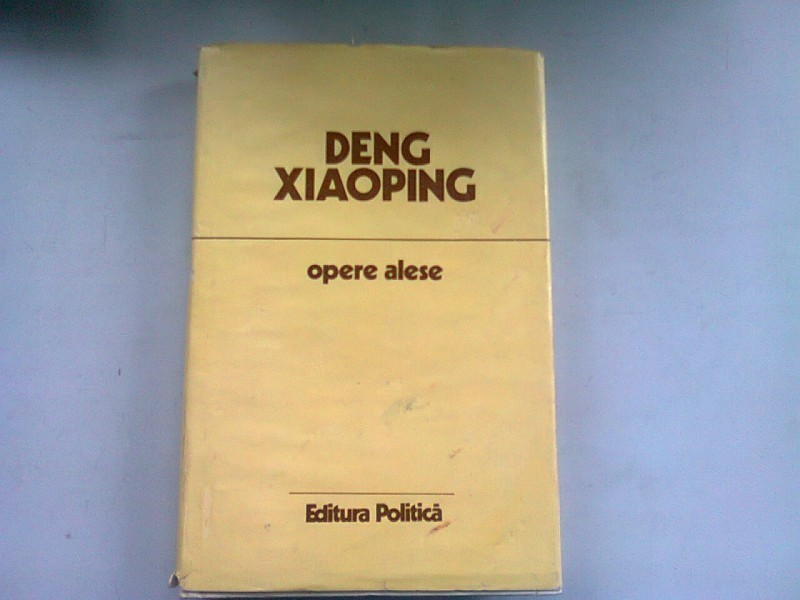 DENG
XIAOPING
opere alese
Editura Politică